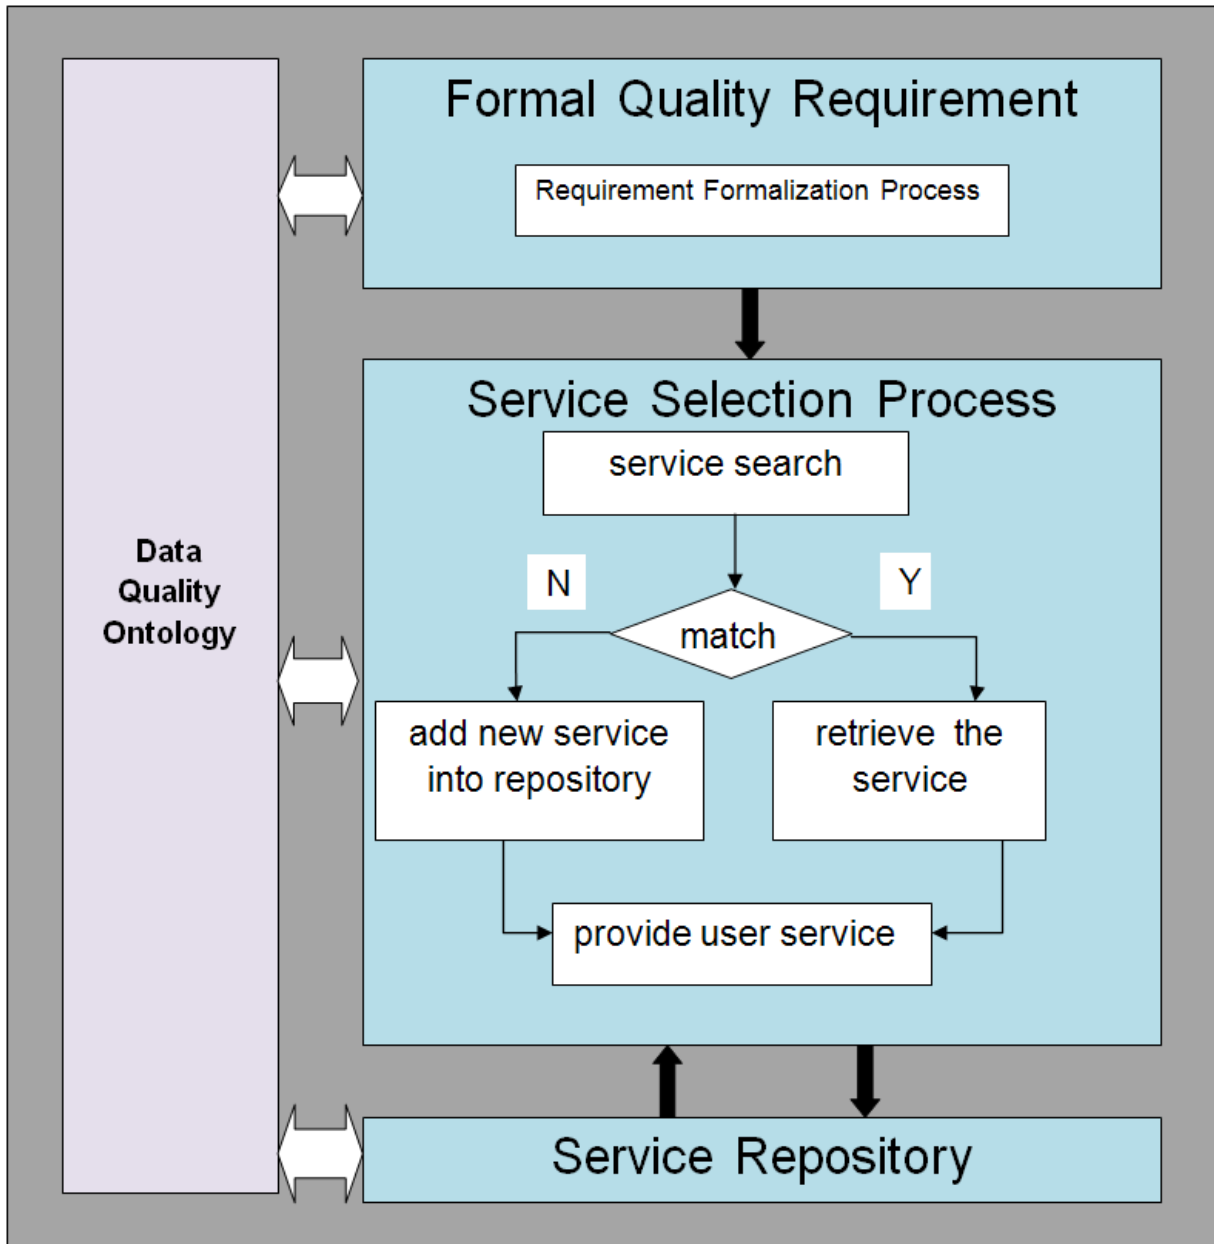 Formal Quality Requirement
Requirement Formalization Process
Service Selection Process
service search
N
Y
match
Data
Quality
Ontology
add new service
into repository
retrieve the
service
provide user service
Service Repository